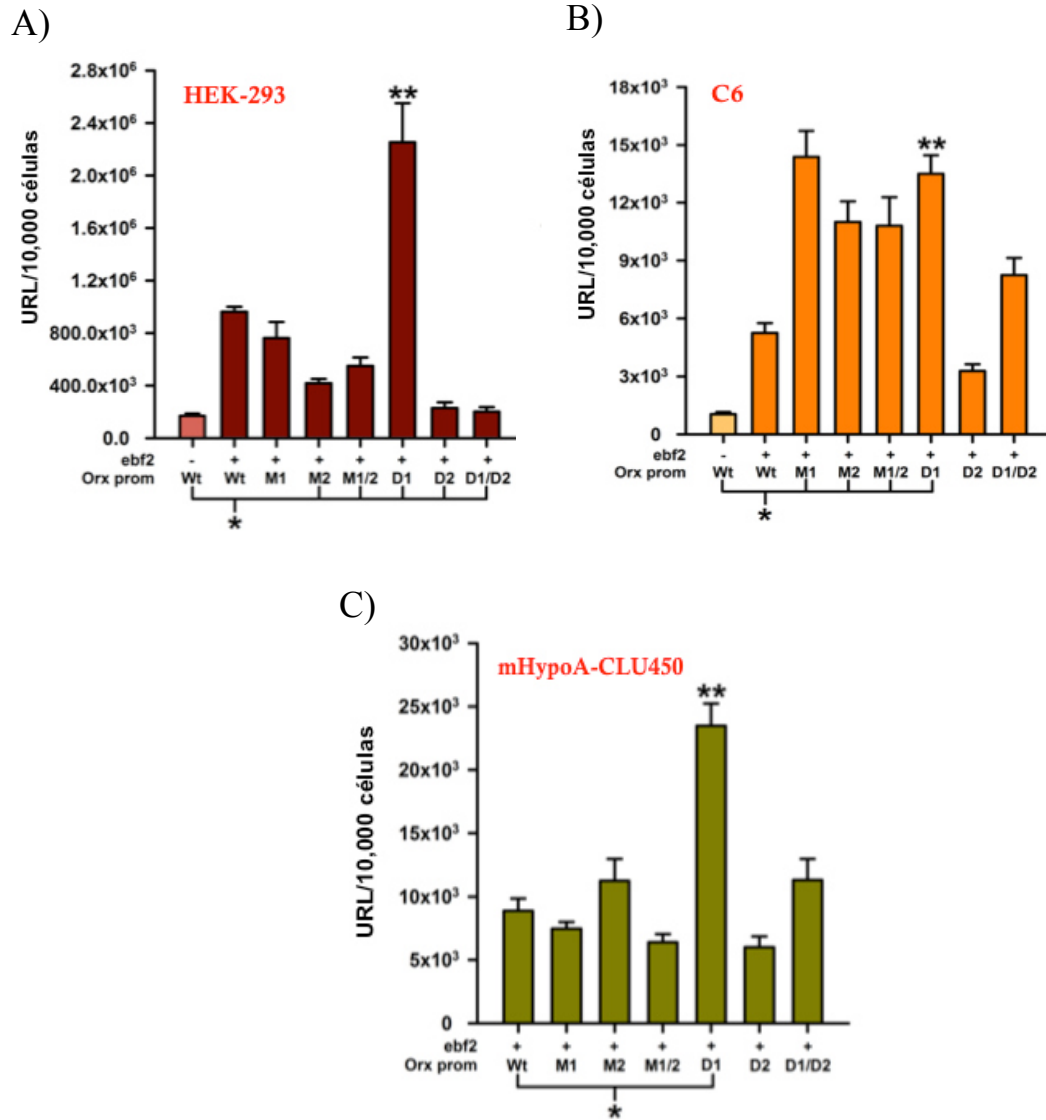 A)
HEK-293
**
URL/10,000 células
2.8x10⁶
2.4x10⁶
2.0x10⁶
1.6x10⁶
1.2x10⁶
800.0x10³
400.0x10³
0.0
ebf2 - + + + + + + +
Orx prom Wt Wt M1 M2 M1/2 D1 D2 D1/D2
*
B)
C6
**
URL/10,000 células
18x10³
15x10³
12x10³
9x10³
6x10³
3x10³
0
ebf2 - + + + + + + +
Orx prom Wt Wt M1 M2 M1/2 D1 D2 D1/D2
*
C)
mHypoA-CLU450
**
URL/10,000 células
30x10³
25x10³
20x10³
15x10³
10x10³
5x10³
0
ebf2 + + + + + + +
Orx prom Wt M1 M2 M1/2 D1 D2 D1/D2
*